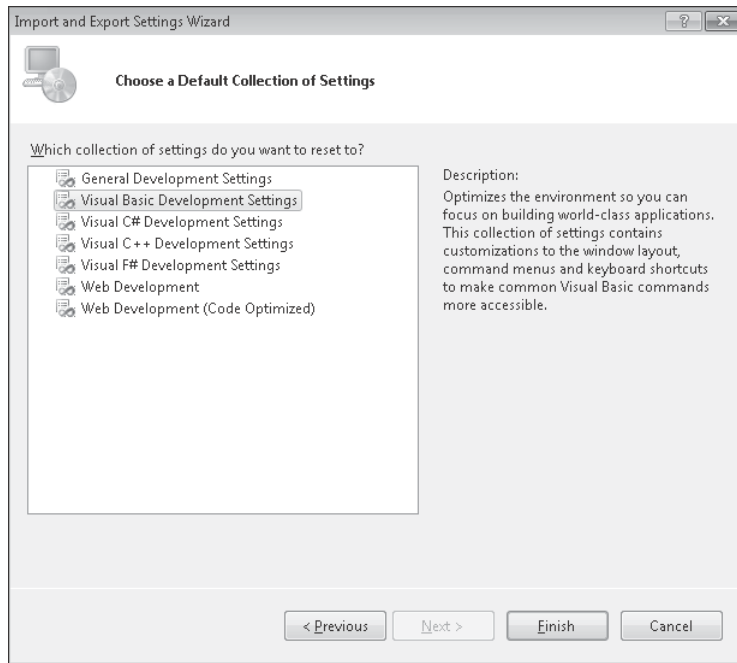 Import and Export Settings Wizard
?
Choose a Default Collection of Settings
Which collection of settings do you want to reset to?
General Development Settings
Visual Basic Development Settings
Visual C# Development Settings
Visual C++ Development Settings
Visual F# Development Settings
Web Development
Web Development (Code Optimized)
Description:
Optimizes the environment so you can
focus on building world-class applications.
This collection of settings contains
customizations to the window layout,
command menus and keyboard shortcuts
to make common Visual Basic commands
more accessible.
< Previous
Next >
Finish
Cancel